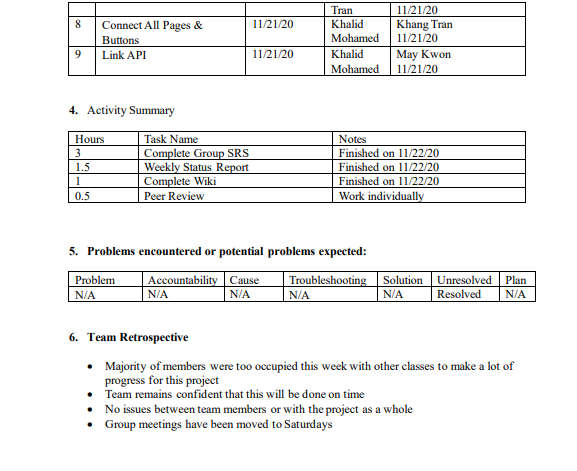 Tran 11/21/20
8 Connect All Pages & 11/21/20 Khalid Khang Tran
Buttons Mohamed 11/21/20
9 Link API 11/21/20 Khalid May Kwon
Mohamed 11/21/20
4. Activity Summary
Hours Task Name Notes
3 Complete Group SRS Finished on 11/22/20
1.5 Weekly Status Report Finished on 11/22/20
1 Complete Wiki Finished on 11/22/20
0.5 Peer Review Work individually
5. Problems encountered or potential problems expected:
Problem Accountability Cause Troubleshooting Solution Unresolved Plan
N/A N/A N/A N/A N/A Resolved N/A
6. Team Retrospective
• Majority of members were too occupied this week with other classes to make a lot of
progress for this project
• Team remains confident that this will be done on time
• No issues between team members or with the project as a whole
• Group meetings have been moved to Saturdays